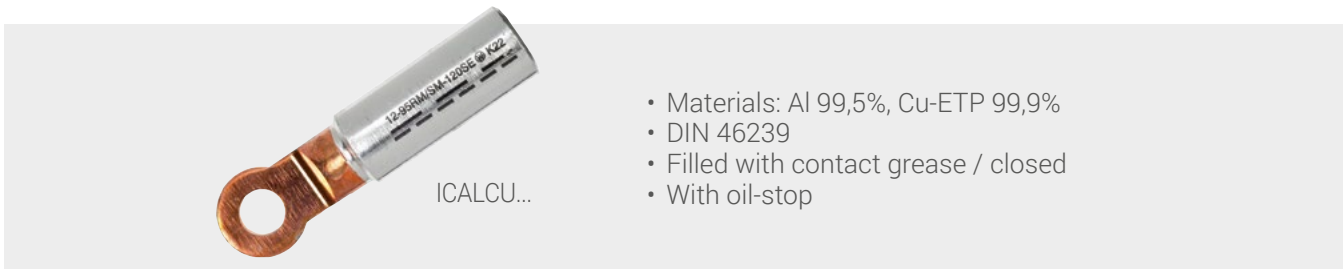 12-95RM/SM-120SE K22
ICALCU...
• Materials: Al 99,5%, Cu-ETP 99,9%
• DIN 46239
• Filled with contact grease / closed
• With oil-stop